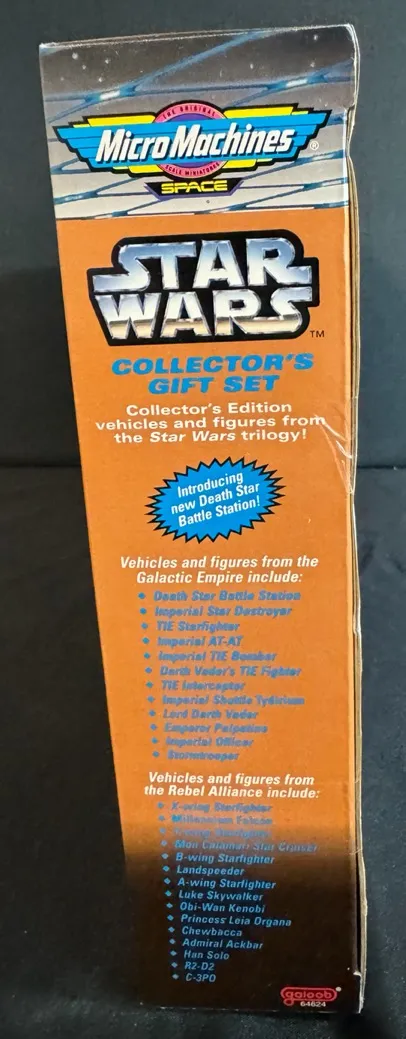 THE ORIGINAL
MicroMachines®
SCALE MINIATURES
SPACE
STAR
WARS
TM
COLLECTOR'S
GIFT SET
Collector's Edition
vehicles and figures from
the Star Wars trilogy!
Introducing
new Death Star
Battle Station!
Vehicles and figures from the
Galactic Empire include:
Death Star Battle Station
Imperial Star Destroyer
TIE Starfighter
Imperial AT-AT
Imperial TIE Bomber
Darth Vader's TIE Fighter
TIE Interceptor
Imperial Shuttle Tydirium
Lord Darth Vader
Emperor Palpatine
Imperial Officer
Stormtrooper
Vehicles and figures from
the Rebel Alliance include:
X-wing Starfighter
Millennium Falcon
Starfighter
Mon Calamari Star Cruiser
B-wing Starfighter
Landspeeder
A-wing Starfighter
Luke Skywalker
Obi-Wan Kenobi
Princess Leia Organa
Chewbacca
Admiral Ackbar
Han Solo
R2-D2
C-3PO
galoob®
64624